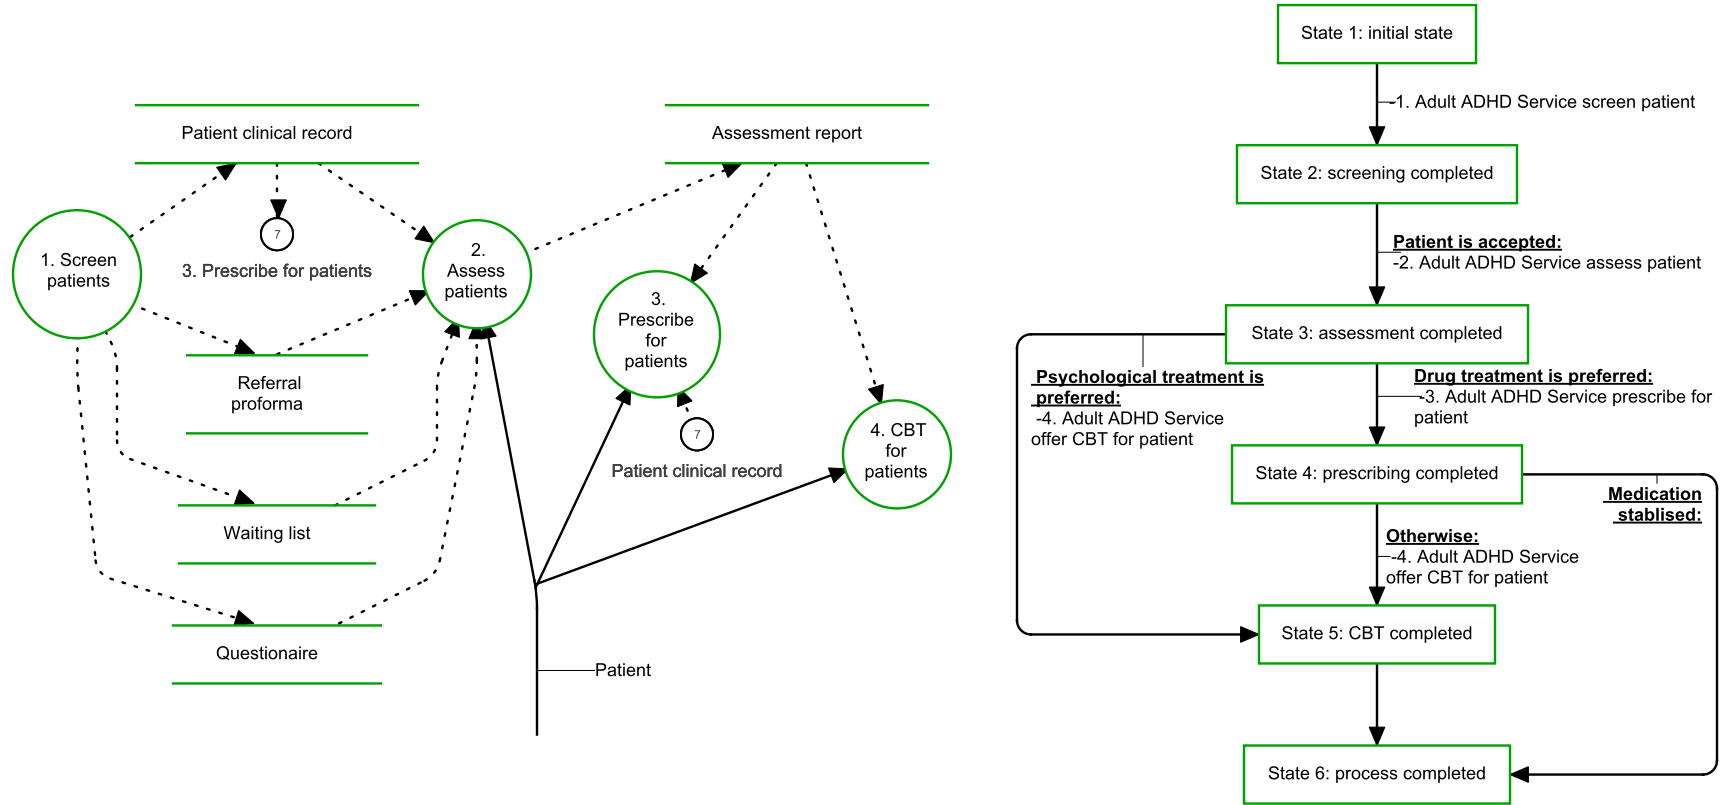 Patient clinical record
Assessment report
1. Screen
patients
7
3. Prescribe for patients
2.
Assess
patients
3.
Prescribe
for
patients
Referral
proforma
7
Patient clinical record
4. CBT
for
patients
Waiting list
Questionaire
Patient
State 1: initial state
-1. Adult ADHD Service screen patient
State 2: screening completed
Patient is accepted:
-2. Adult ADHD Service assess patient
State 3: assessment completed
Psychological treatment is
preferred:
-4. Adult ADHD Service
offer CBT for patient
Drug treatment is preferred:
-3. Adult ADHD Service prescribe for
patient
State 4: prescribing completed
Medication
stablised:
Otherwise:
-4. Adult ADHD Service
offer CBT for patient
State 5: CBT completed
State 6: process completed